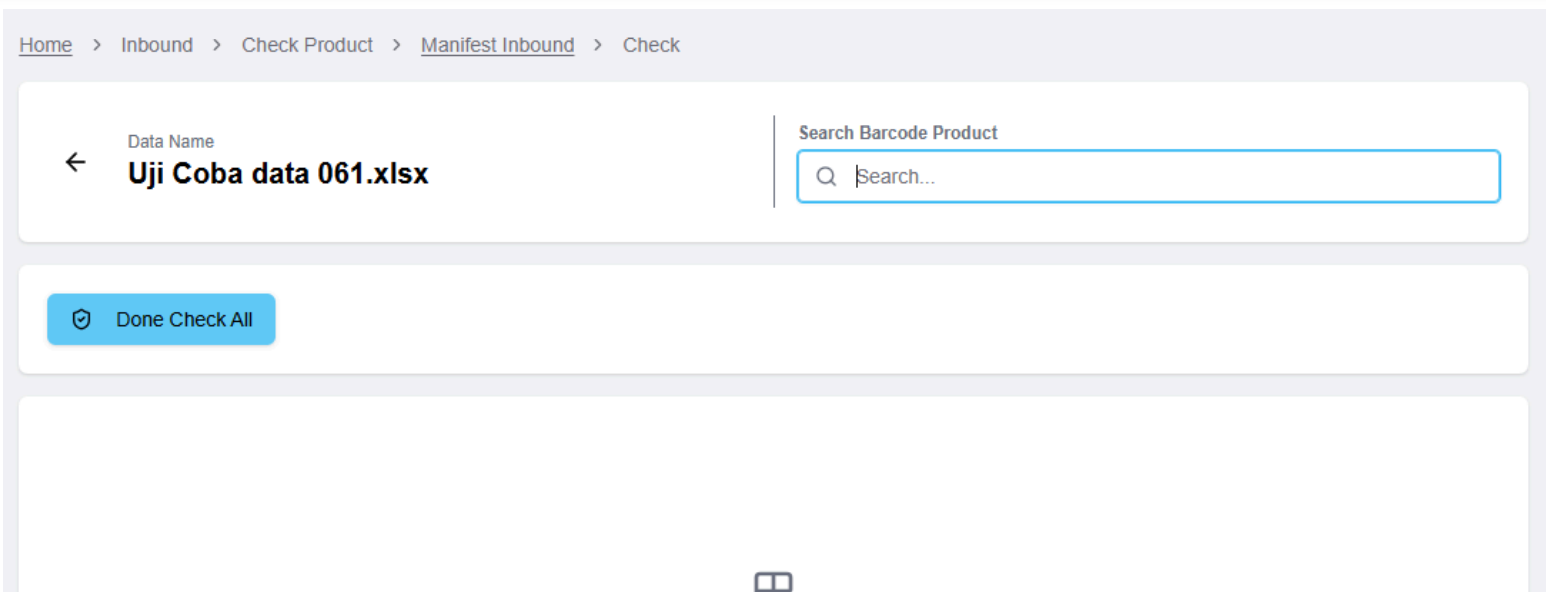 Home > Inbound > Check Product > Manifest Inbound > Check
Data Name
Uji Coba data 061.xlsx
Search Barcode Product
Search...
Done Check All